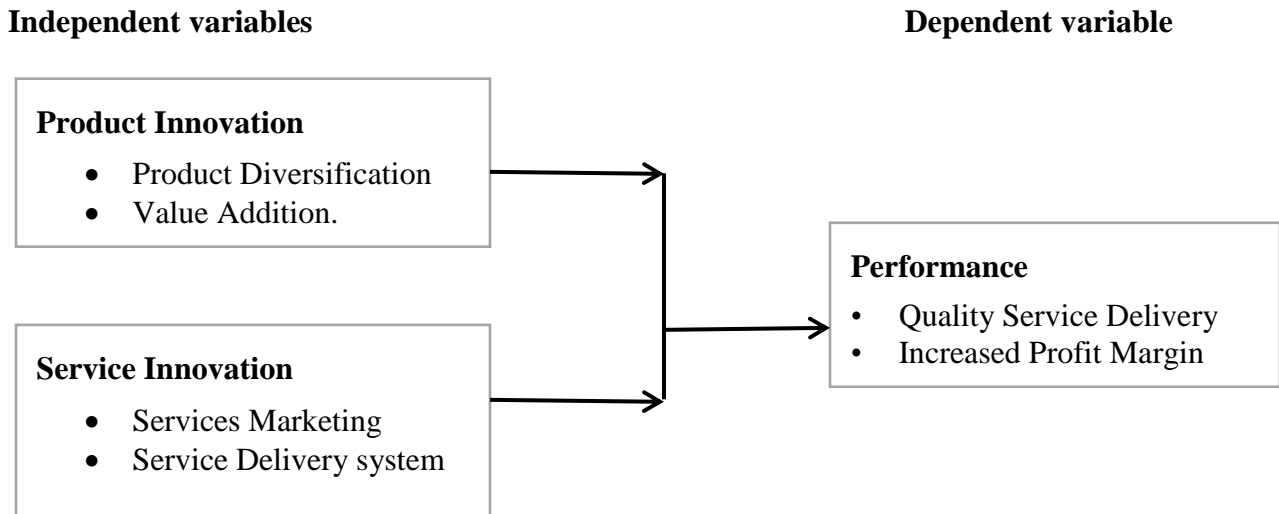 Independent variables
Dependent variable
Product Innovation
• Product Diversification
• Value Addition.
Service Innovation
• Services Marketing
• Service Delivery system
Performance
• Quality Service Delivery
• Increased Profit Margin